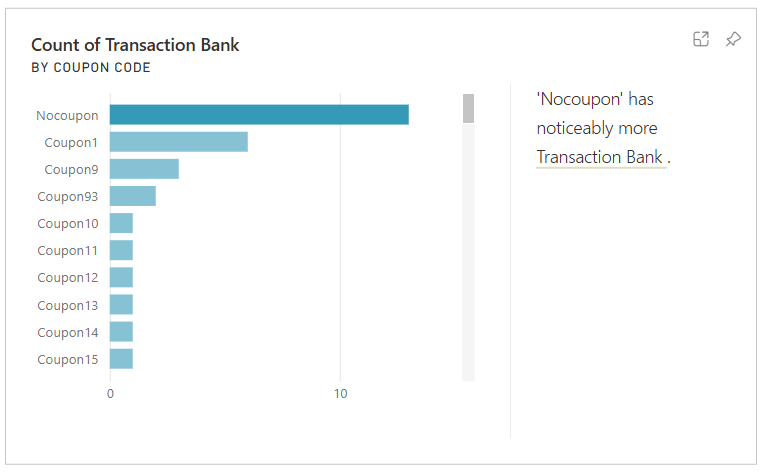 Count of Transaction Bank
BY COUPON CODE
Nocoupon
Coupon1
Coupon9
Coupon93
Coupon10
Coupon11
Coupon12
Coupon13
Coupon14
Coupon15
0
10
'Nocoupon' has
noticeably more
Transaction Bank .